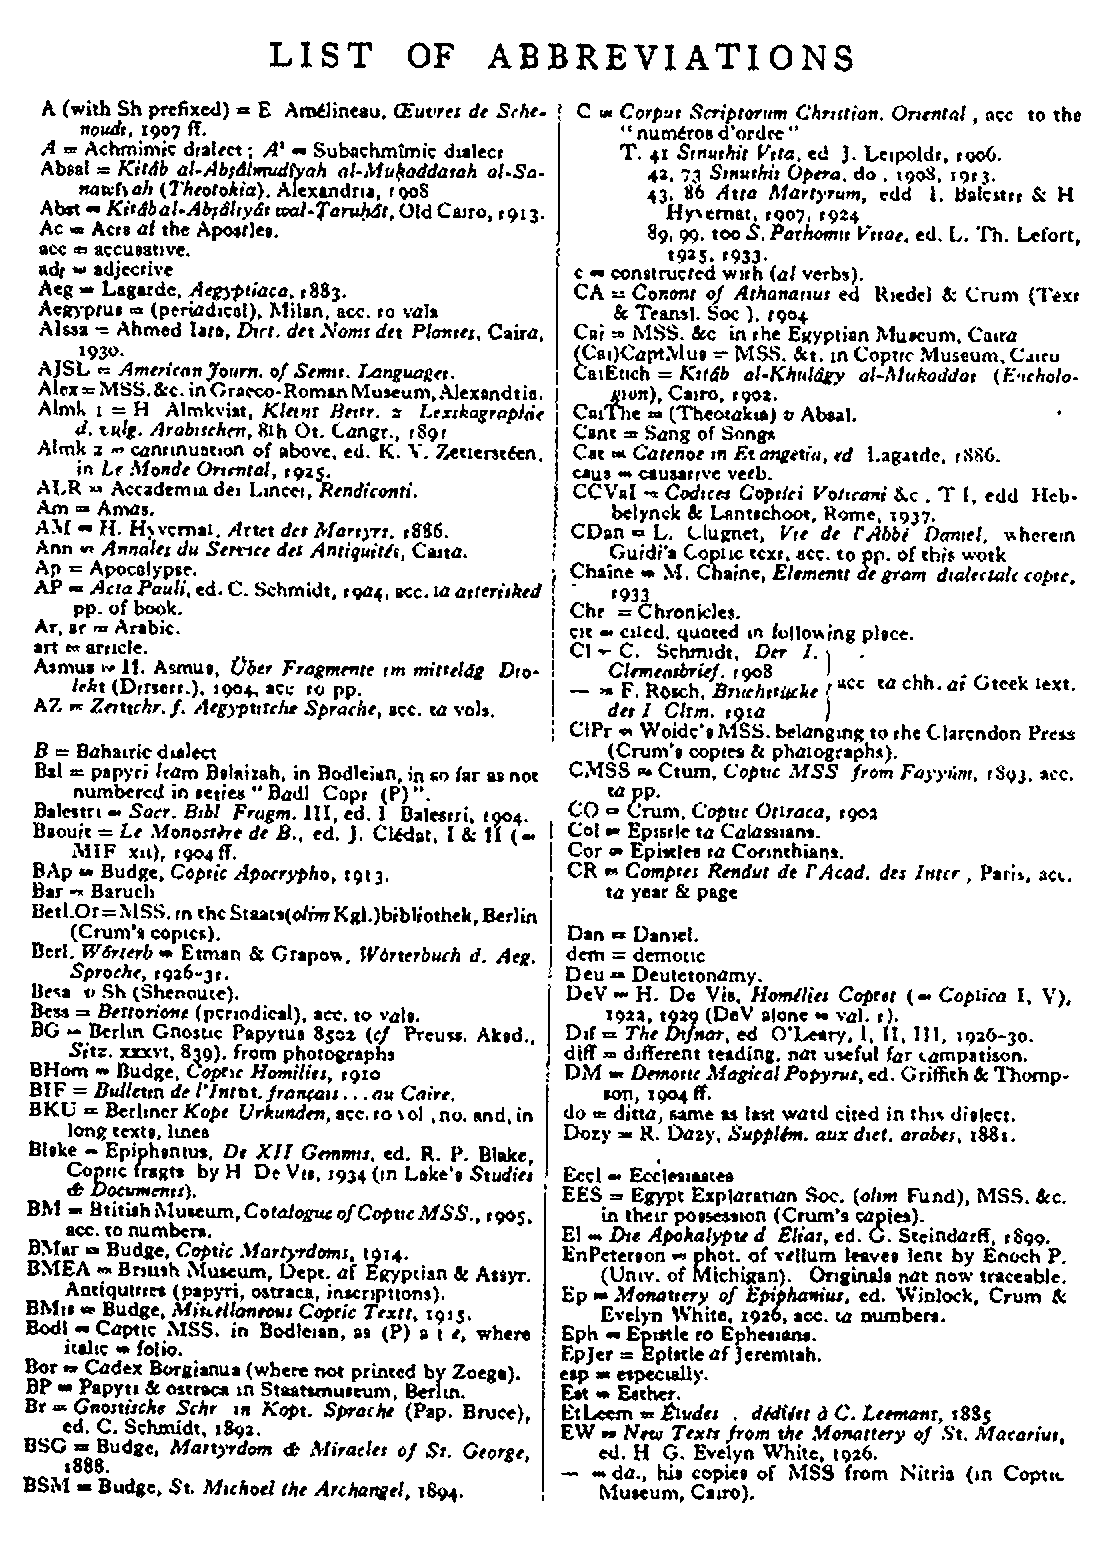 LIST OF ABBREVIATIONS
A (with Sh prefixed) = E Amélineau, Œuvres de Sche-
noudi, 1907 ff.
A = Achmimic dialect; A² = Subachmîmic dialect
Absal = Kitâb al-Abṣâlmudîyah al-Muḳaddasah al-Sa-
nawîyah (Theotokia). Alexandria, 1908
Abst = Kitâb al-Abṣâliyât wal-Ṭaruḥât, Old Cairo, 1913.
Ac = Acts of the Apostles.
acc = accusative.
adj = adjective
Aeg = Lagarde, Aegyptiaca, 1883.
Aegyptus = (periodical), Milan, acc. to vols
AIssa = Ahmed Issa, Dict. des Noms des Plantes, Cairo,
1930.
AJSL = American Journ. of Semit. Languages.
Alex = MSS. &c. in Graeco-Roman Museum, Alexandria.
Almk 1 = H Almkvist, Kleine Beitr. z Lexikographie
d. vulg. Arabischen, 8th Or. Congr., 1891
Almk 2 = continuation of above, ed. K. V. Zetterstéen,
in Le Monde Oriental, 1925.
ALR = Accademia dei Lincei, Rendiconti.
Am = Amos.
AM = H. Hyvernat, Actes des Martyrs. 1886.
Ann = Annales du Service des Antiquités, Cairo.
Ap = Apocalypse.
AP = Acta Pauli, ed. C. Schmidt, 1904, acc. to asterisked
pp. of book.
Ar, ar = Arabic.
art = article.
Asmus = H. Asmus, Über Fragmente im mittelåg Dia-
lekt (Dissert.), 1904, acc to pp.
AZ = Zeitschr. f. Aegyptische Sprache, acc. to vols.
B = Bohairic dialect
Bal = papyri from Balaizah, in Bodleian, in so far as not
numbered in series "Bodl Copt (P)".
Balestri = Sacr. Bibl Fragm. III, ed. I Balestri, 1904.
Baouit = Le Monastère de B., ed. J. Clédat, I & II (=
MIF xii), 1904 ff.
BAp = Budge, Coptic Apocrypha, 1913.
Bar = Baruch
Berl.Or = MSS. in the Staats(olim Kgl.)bibliothek, Berlin
(Crum's copies).
Berl. Wörterb = Erman & Grapow, Wörterbuch d. Aeg.
Sprache, 1926-31.
Besa v Sh (Shenoute).
Bess = Bessarione (periodical), acc. to vols.
BG = Berlin Gnostic Papyrus 8502 (cf Preuss. Akad.,
Sitz. xxxvi, 839), from photographs
BHom = Budge, Coptic Homilies, 1910
BIF = Bulletin de l'Instit. français ... au Caire.
BKU = Berliner Kopt Urkunden, acc. to vol, no. and, in
long texts, lines
Blake = Epiphanius, De XII Gemmis, ed. R. P. Blake,
Coptic fragts by H De Vis, 1934 (in Lake's Studies
& Documents).
BM = British Museum, Catalogue of Coptic MSS., 1905,
acc. to numbers.
BMar = Budge, Coptic Martyrdoms, 1914.
BMEA = British Museum, Dept. of Egyptian & Assyr.
Antiquities (papyri, ostraca, inscriptions).
BMis = Budge, Miscellaneous Coptic Texts, 1915.
Bodl = Coptic MSS. in Bodleian, as (P) a 1 e, where
italic = folio.
Bor = Codex Borgianus (where not printed by Zoega).
BP = Papyri & ostraca in Staatsmuseum, Berlin.
Br = Gnostische Schr in Kopt. Sprache (Pap. Bruce),
ed. C. Schmidt, 1892.
BSG = Budge, Martyrdom & Miracles of St. George,
1888.
BSM = Budge, St. Michael the Archangel, 1894.
C = Corpus Scriptorum Christian. Oriental, acc to the
"numéros d'ordre"
T. 41 Sinuthii Vita, ed J. Leipoldt, 1906.
42, 73 Sinuthii Opera, do, 1908, 1913.
43, 86 Acta Martyrum, edd I. Balestri & H
Hyvernat, 1907, 1924
89, 99, 100 S. Pachomii Vitae, ed. L. Th. Lefort,
1925, 1933.
c = constructed with (of verbs).
CA = Canons of Athanasius ed Riedel & Crum (Text
& Transl. Soc), 1904
Cai = MSS. &c in the Egyptian Museum, Cairo
(Cai)CoptMus = MSS. &c. in Coptic Museum, Cairo
CaiEuch = Kitâb al-Khulâgy al-Mukaddas (Eucholo-
gion), Cairo, 1902.
CaiThe = (Theotokia) v Absal.
Cant = Song of Songs
Cat = Catenae in Evangelia, ed Lagarde, 1886.
caus = causative verb.
CCVal = Codices Coptici Vaticani &c. T I, edd Heb-
belynck & Lantschoot, Rome, 1937.
CDan = L. Clugnet, Vie de l'Abbé Daniel, wherein
Guidi's Coptic text, acc. to pp. of this work
Chaîne = M. Chaine, Elements de gram dialectale copte,
1933
Chr = Chronicles.
cit = cited, quoted in following place.
Cl = C. Schmidt, Der I.
Clemensbrief. 1908
— = F. Rösch, Bruchstücke
des I Clem. 1910
acc to chh. of Greek text.
ClPr = Woide's MSS. belonging to the Clarendon Press
(Crum's copies & photographs).
CMSS = Crum, Coptic MSS from Fayyûm, 1893, acc.
to pp.
CO = Crum, Coptic Ostraca, 1902
Col = Epistle to Colossians.
Cor = Epistles to Corinthians.
CR = Comptes Rendus de l'Acad. des Inscr, Paris, acc.
to year & page
Dan = Daniel.
dem = demotic
Deu = Deuteronomy.
DeV = H. De Vis, Homélies Coptes (= Coptica I, V),
1922, 1929 (DeV alone = vol. 1).
Dif = The Difnar, ed O'Leary, I, II, III, 1926-30.
diff = different reading, not useful for comparison.
DM = Demotic Magical Papyrus, ed. Griffith & Thomp-
son, 1904 ff.
do = ditto, same as last word cited in this dialect.
Dozy = R. Dozy, Supplém. aux dict. arabes, 1881.
Eccl = Ecclesiastes
EES = Egypt Exploration Soc. (olim Fund), MSS. &c.
in their possession (Crum's copies).
El = Die Apokalypte d Elias, ed. G. Steindorff, 1899.
EnPeterson = phot. of vellum leaves lent by Enoch P.
(Univ. of Michigan). Originals not now traceable.
Ep = Monastery of Epiphanius, ed. Winlock, Crum &
Evelyn White, 1926, acc. to numbers.
Eph = Epistle to Ephesians.
EpJer = Epistle of Jeremiah.
esp = especially.
Est = Esther.
EtLeem = Études . dédiées à C. Leemans, 1885
EW = New Texts from the Monastery of St. Macarius,
ed. H G. Evelyn White, 1926.
— = do., his copies of MSS from Nitria (in Coptic
Museum, Cairo).